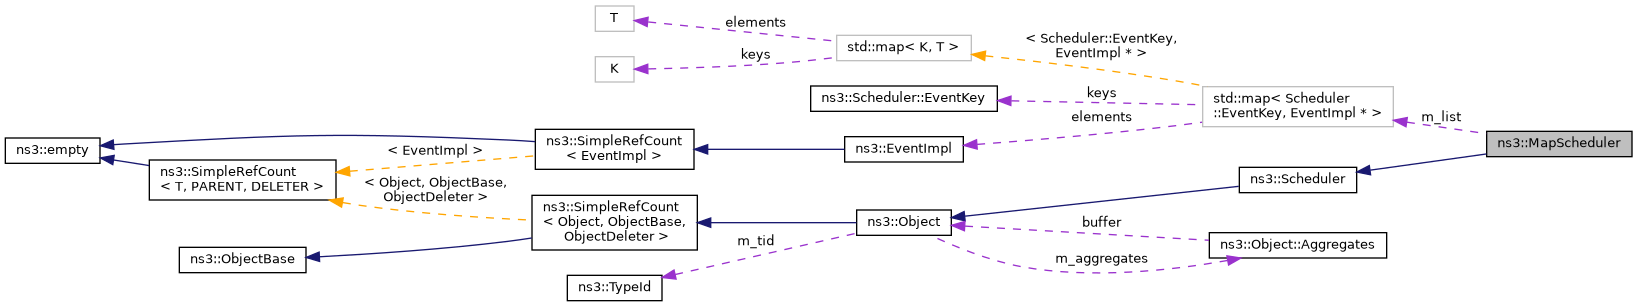 T
elements
std::map< K, T >
keys
K
< Scheduler::EventKey,
EventImpl * >
ns3::Scheduler::EventKey
keys
elements
std::map< Scheduler
::EventKey, EventImpl * >
m_list
ns3::MapScheduler
ns3::empty
ns3::SimpleRefCount
< EventImpl >
ns3::EventImpl
< EventImpl >
ns3::SimpleRefCount
< T, PARENT, DELETER >
< Object, ObjectBase,
ObjectDeleter >
ns3::Scheduler
ns3::SimpleRefCount
< Object, ObjectBase,
ObjectDeleter >
ns3::Object
buffer
ns3::Object::Aggregates
m_aggregates
m_tid
ns3::ObjectBase
ns3::TypeId